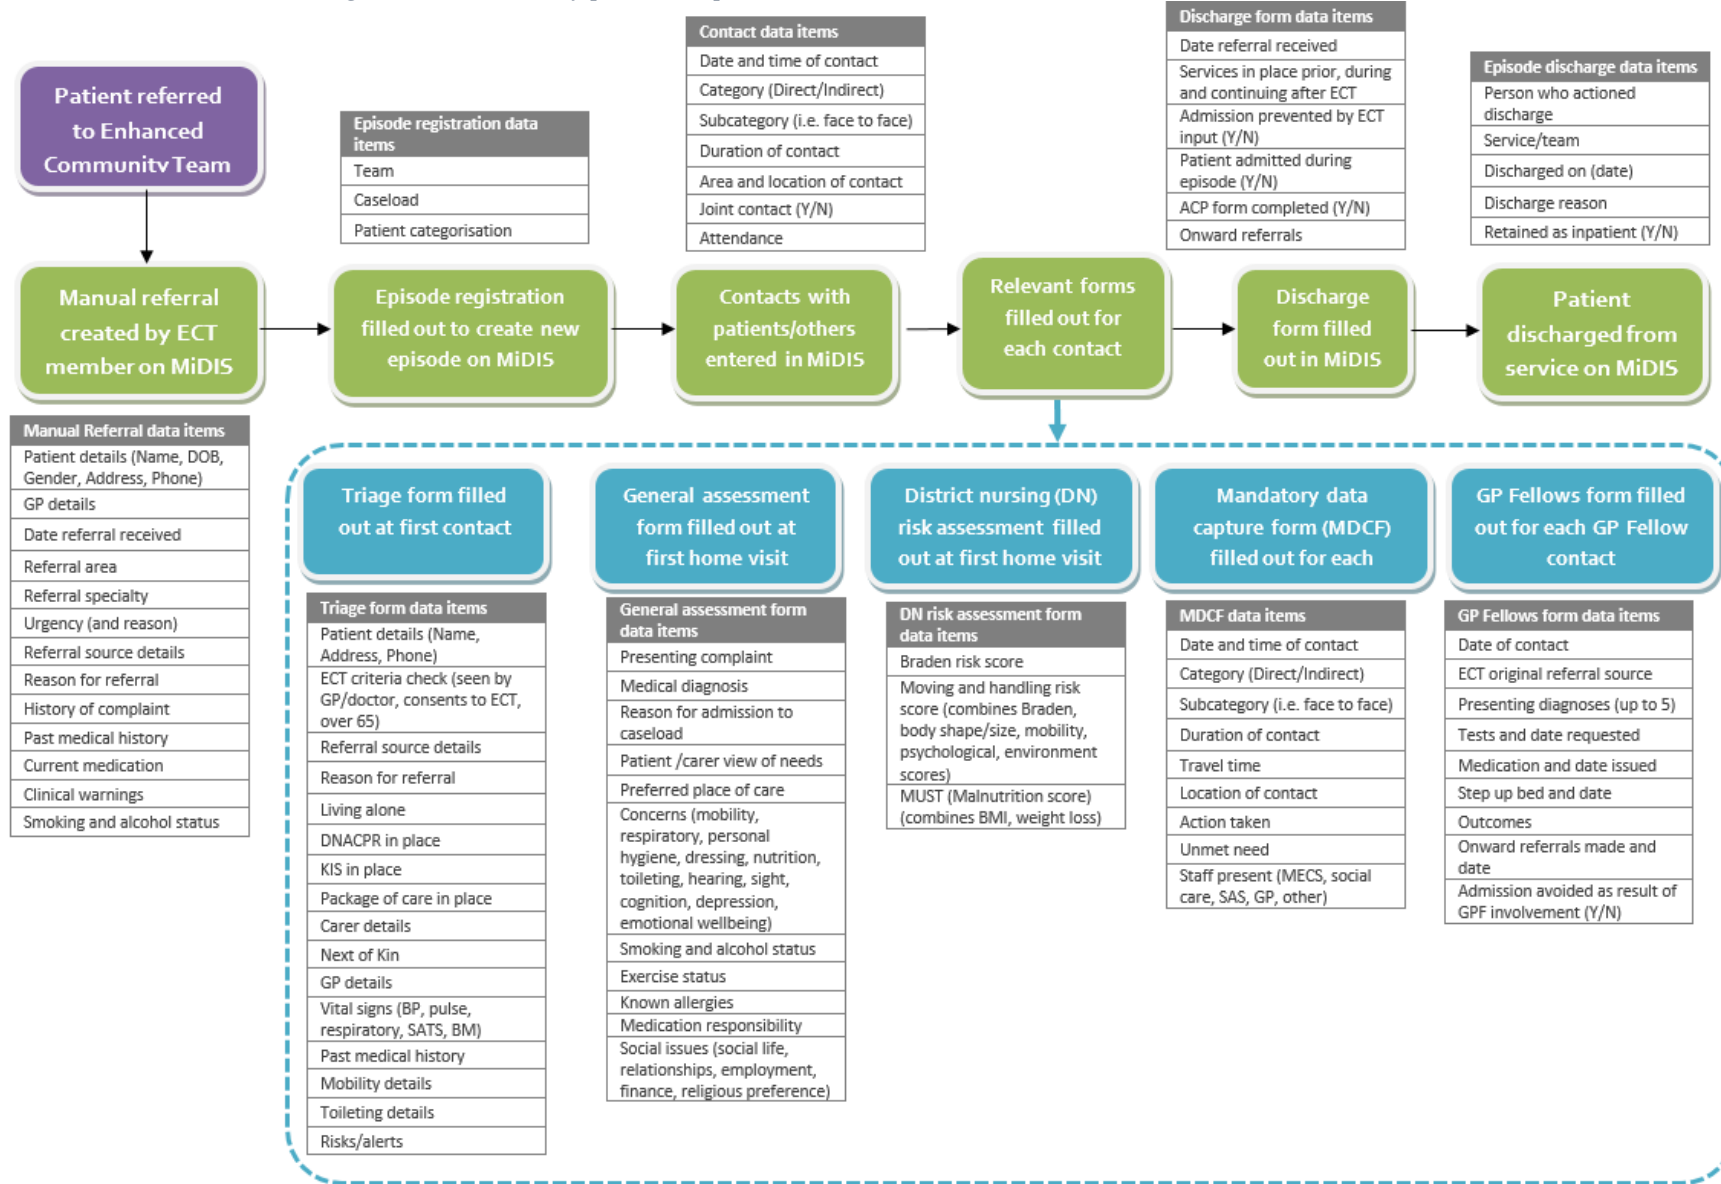 Patient referred
to Enhanced
Community Team
Episode registration data
items
Team
Caseload
Patient categorisation
Contact data items
Date and time of contact
Category (Direct/Indirect)
Subcategory (i.e. face to face)
Duration of contact
Area and location of contact
Joint contact (Y/N)
Attendance
Discharge form data items
Date referral received
Services in place prior, during
and continuing after ECT
Admission prevented by ECT
input (Y/N)
Patient admitted during
episode (Y/N)
ACP form completed (Y/N)
Onward referrals
Episode discharge data items
Person who actioned
discharge
Service/team
Discharged on (date)
Discharge reason
Retained as inpatient (Y/N)
Manual referral
created by ECT
member on MiDIS
Episode registration
filled out to create new
episode on MiDIS
Contacts with
patients/others
entered in MiDIS
Relevant forms
filled out for
each contact
Discharge
form filled
out in MiDIS
Patient
discharged from
service on MiDIS
Manual Referral data items
Patient details (Name, DOB,
Gender, Address, Phone)
GP details
Date referral received
Referral area
Referral specialty
Urgency (and reason)
Referral source details
Reason for referral
History of complaint
Past medical history
Current medication
Clinical warnings
Smoking and alcohol status
Triage form filled
out at first contact
General assessment
form filled out at
first home visit
District nursing (DN)
risk assessment filled
out at first home visit
Mandatory data
capture form (MDCF)
filled out for each
GP Fellows form filled
out for each GP Fellow
contact
Triage form data items
Patient details (Name,
Address, Phone)
ECT criteria check (seen by
GP/doctor, consents to ECT,
over 65)
Referral source details
Reason for referral
Living alone
DNACPR in place
KIS in place
Package of care in place
Carer details
Next of Kin
GP details
Vital signs (BP, pulse,
respiratory, SATS, BM)
Past medical history
Mobility details
Toileting details
Risks/alerts
General assessment form
data items
Presenting complaint
Medical diagnosis
Reason for admission to
caseload
Patient /carer view of needs
Preferred place of care
Concerns (mobility,
respiratory, personal
hygiene, dressing, nutrition,
toileting, hearing, sight,
cognition, depression,
emotional wellbeing)
Smoking and alcohol status
Exercise status
Known allergies
Medication responsibility
Social issues (social life,
relationships, employment,
finance, religious preference)
DN risk assessment form
data items
Braden risk score
Moving and handling risk
score (combines Braden,
body shape/size, mobility,
psychological, environment
scores)
MUST (Malnutrition score)
(combines BMI, weight loss)
MDCF data items
Date and time of contact
Category (Direct/Indirect)
Subcategory (i.e. face to face)
Duration of contact
Travel time
Location of contact
Action taken
Unmet need
Staff present (MECS, social
care, SAS, GP, other)
GP Fellows form data items
Date of contact
ECT original referral source
Presenting diagnoses (up to 5)
Tests and date requested
Medication and date issued
Step up bed and date
Outcomes
Onward referrals made and
date
Admission avoided as result of
GPF involvement (Y/N)